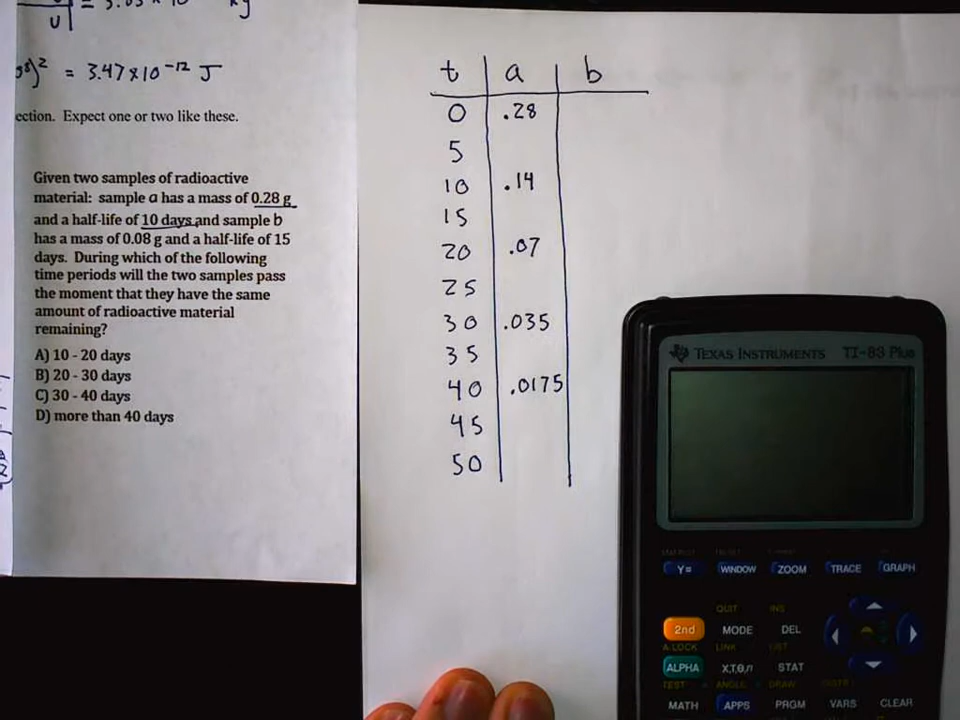 u
)² = 3.47×10⁻¹² J
ection. Expect one or two like these.
Given two samples of radioactive
material: sample a has a mass of 0.28 g
and a half-life of 10 days and sample b
has a mass of 0.08 g and a half-life of 15
days. During which of the following
time periods will the two samples pass
the moment that they have the same
amount of radioactive material
remaining?
A) 10 - 20 days
B) 20 - 30 days
C) 30 - 40 days
D) more than 40 days
t a b
0 .28
5
10 .14
15
20 .07
25
30 .035
35
40 .0175
45
50
TEXAS INSTRUMENTS TI-83 Plus
Y= WINDOW ZOOM TRACE GRAPH
QUIT INS
2nd MODE DEL
A-LOCK LINK LIST
ALPHA X,T,θ,n STAT
TEST A ANGLE B DRAW C DISTR
MATH APPS PRGM VARS CLEAR